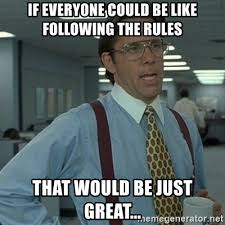 IF EVERYONE COULD BE LIKE
FOLLOWING THE RULES
THAT WOULD BE JUST
GREAT...
memegenerator.net